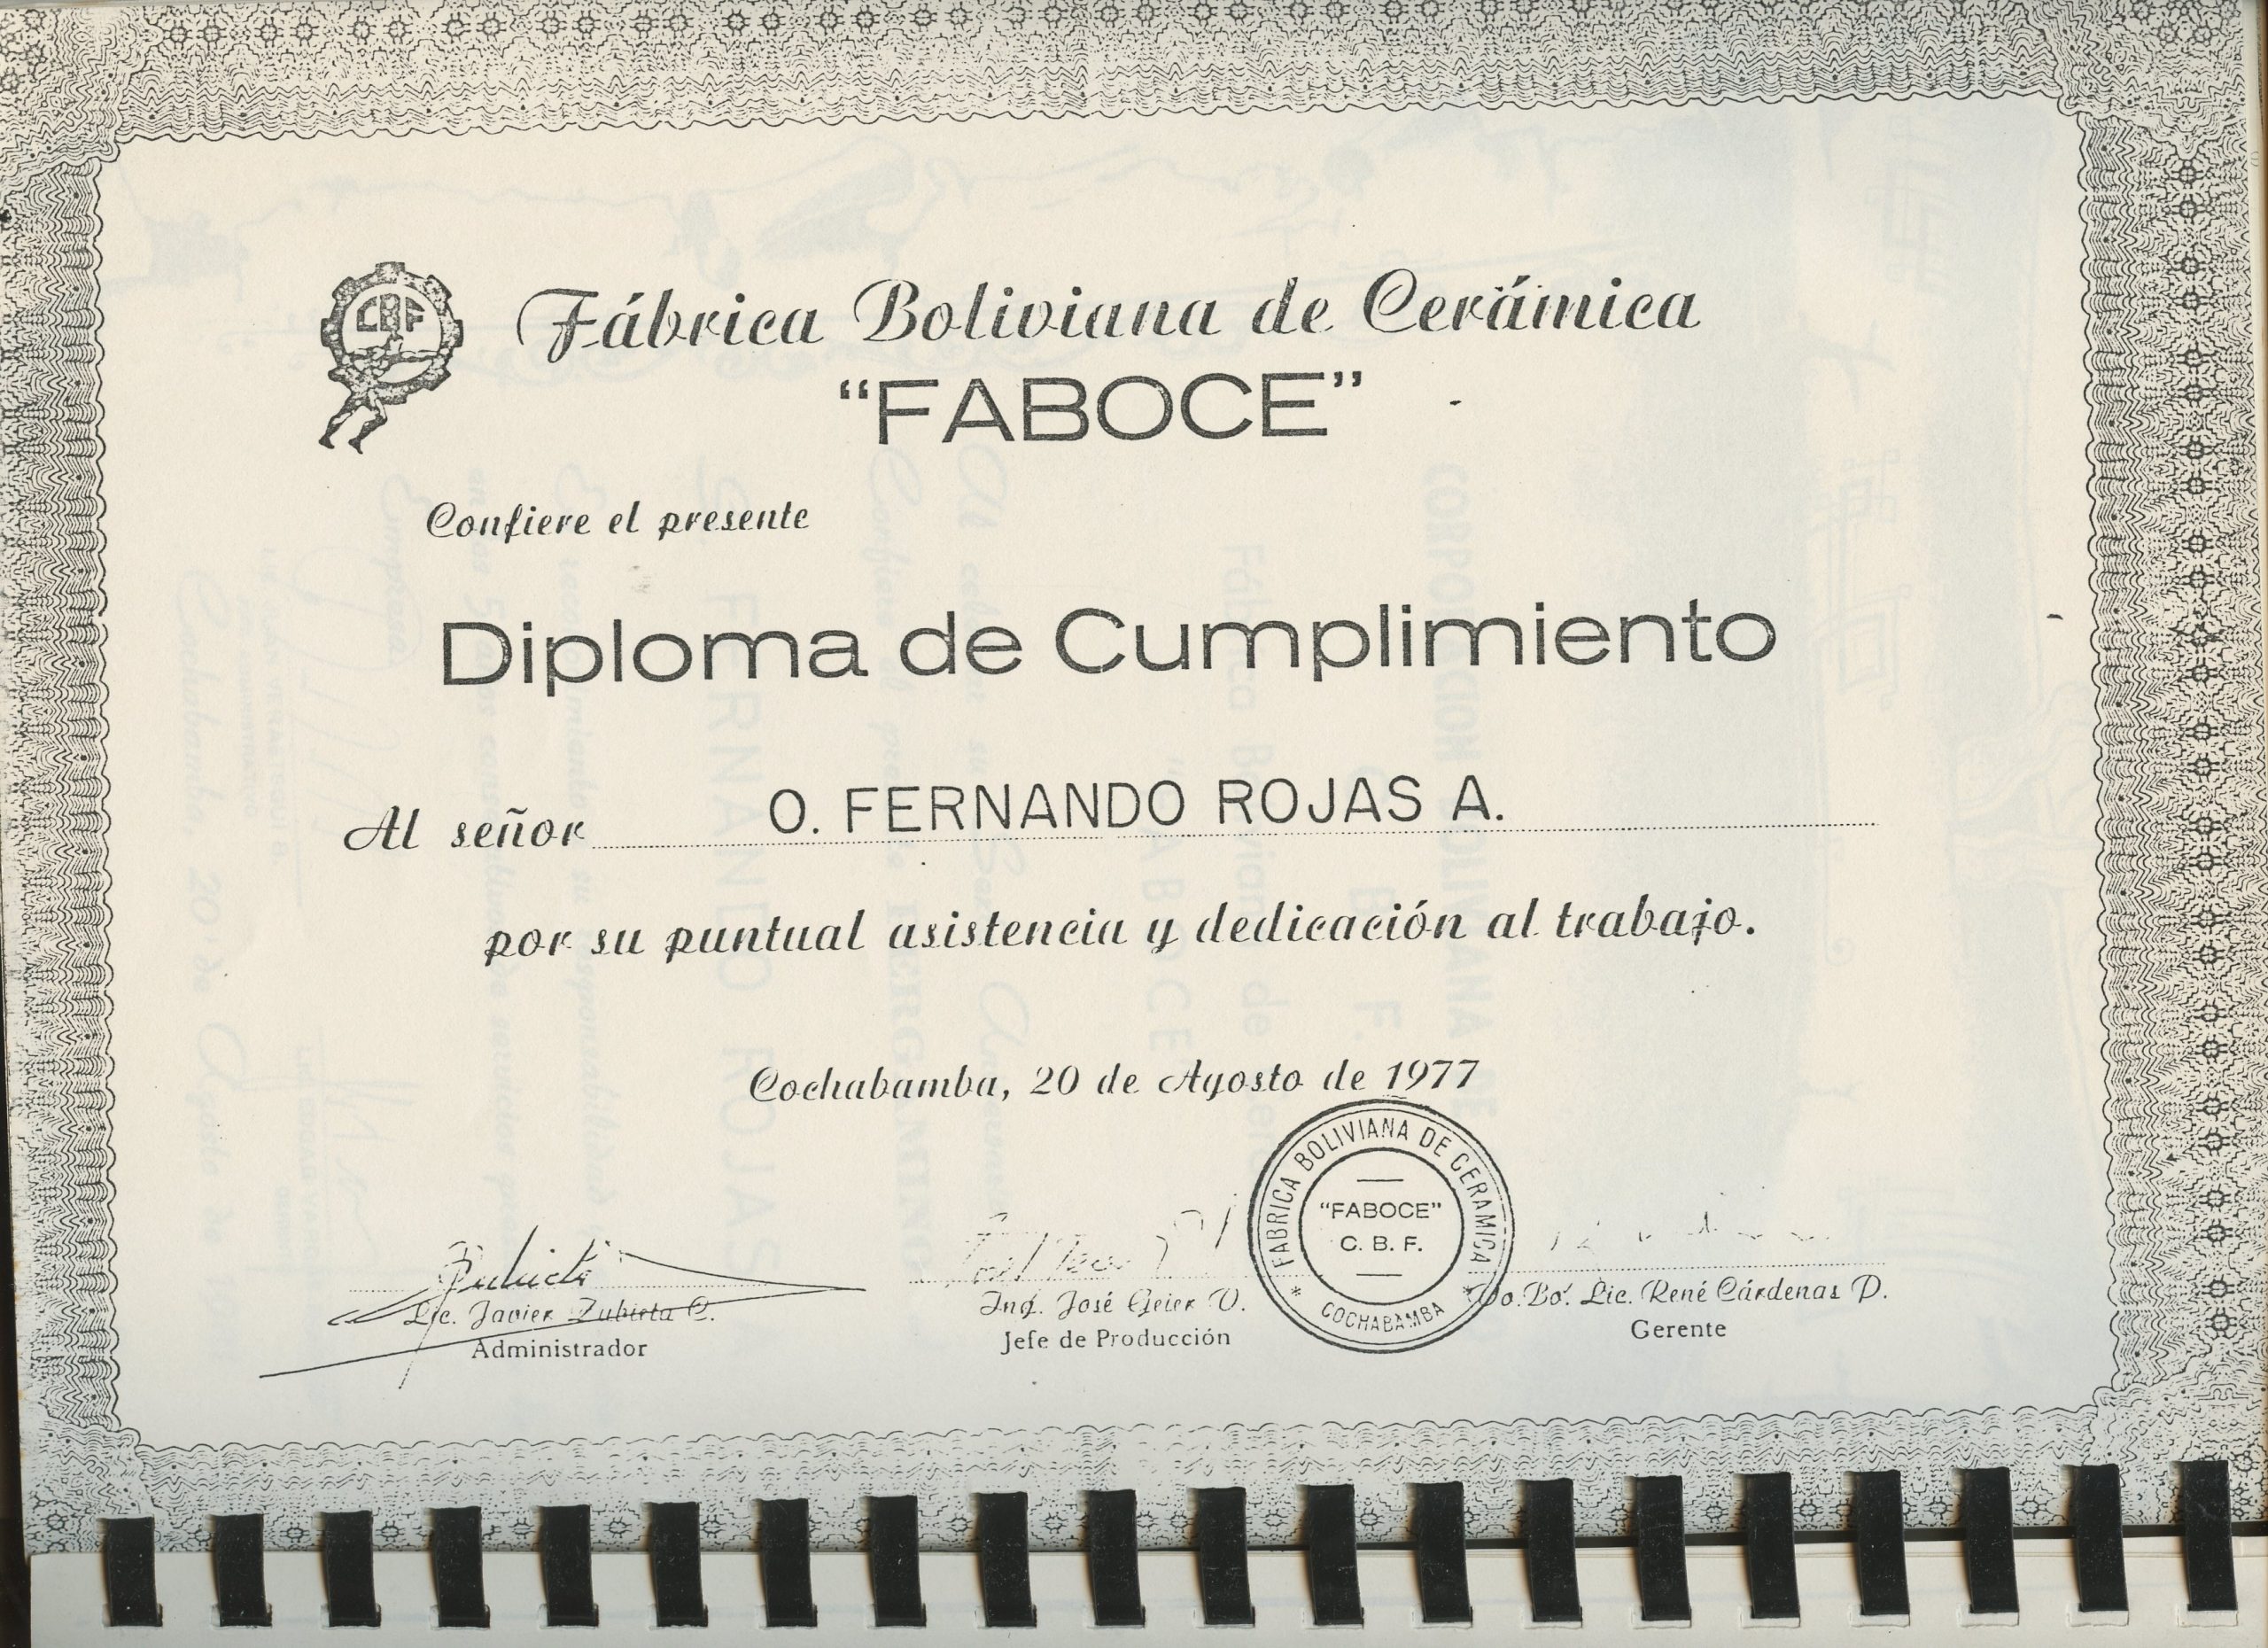 CBF
Fábrica Boliviana de Cerámica
“FABOCE”
Confiere el presente
Diploma de Cumplimiento
Al señor O. FERNANDO ROJAS A.
por su puntual asistencia y dedicación al trabajo.
Cochabamba, 20 de Agosto de 1977
FABRICA BOLIVIANA DE CERAMICA
“FABOCE”
C. B. F.
* COCHABAMBA *
Lic. Javier Zubieta O.
Administrador
Ing. José Geier V.
Jefe de Producción
Vo. Bo. Lic. René Cárdenas P.
Gerente